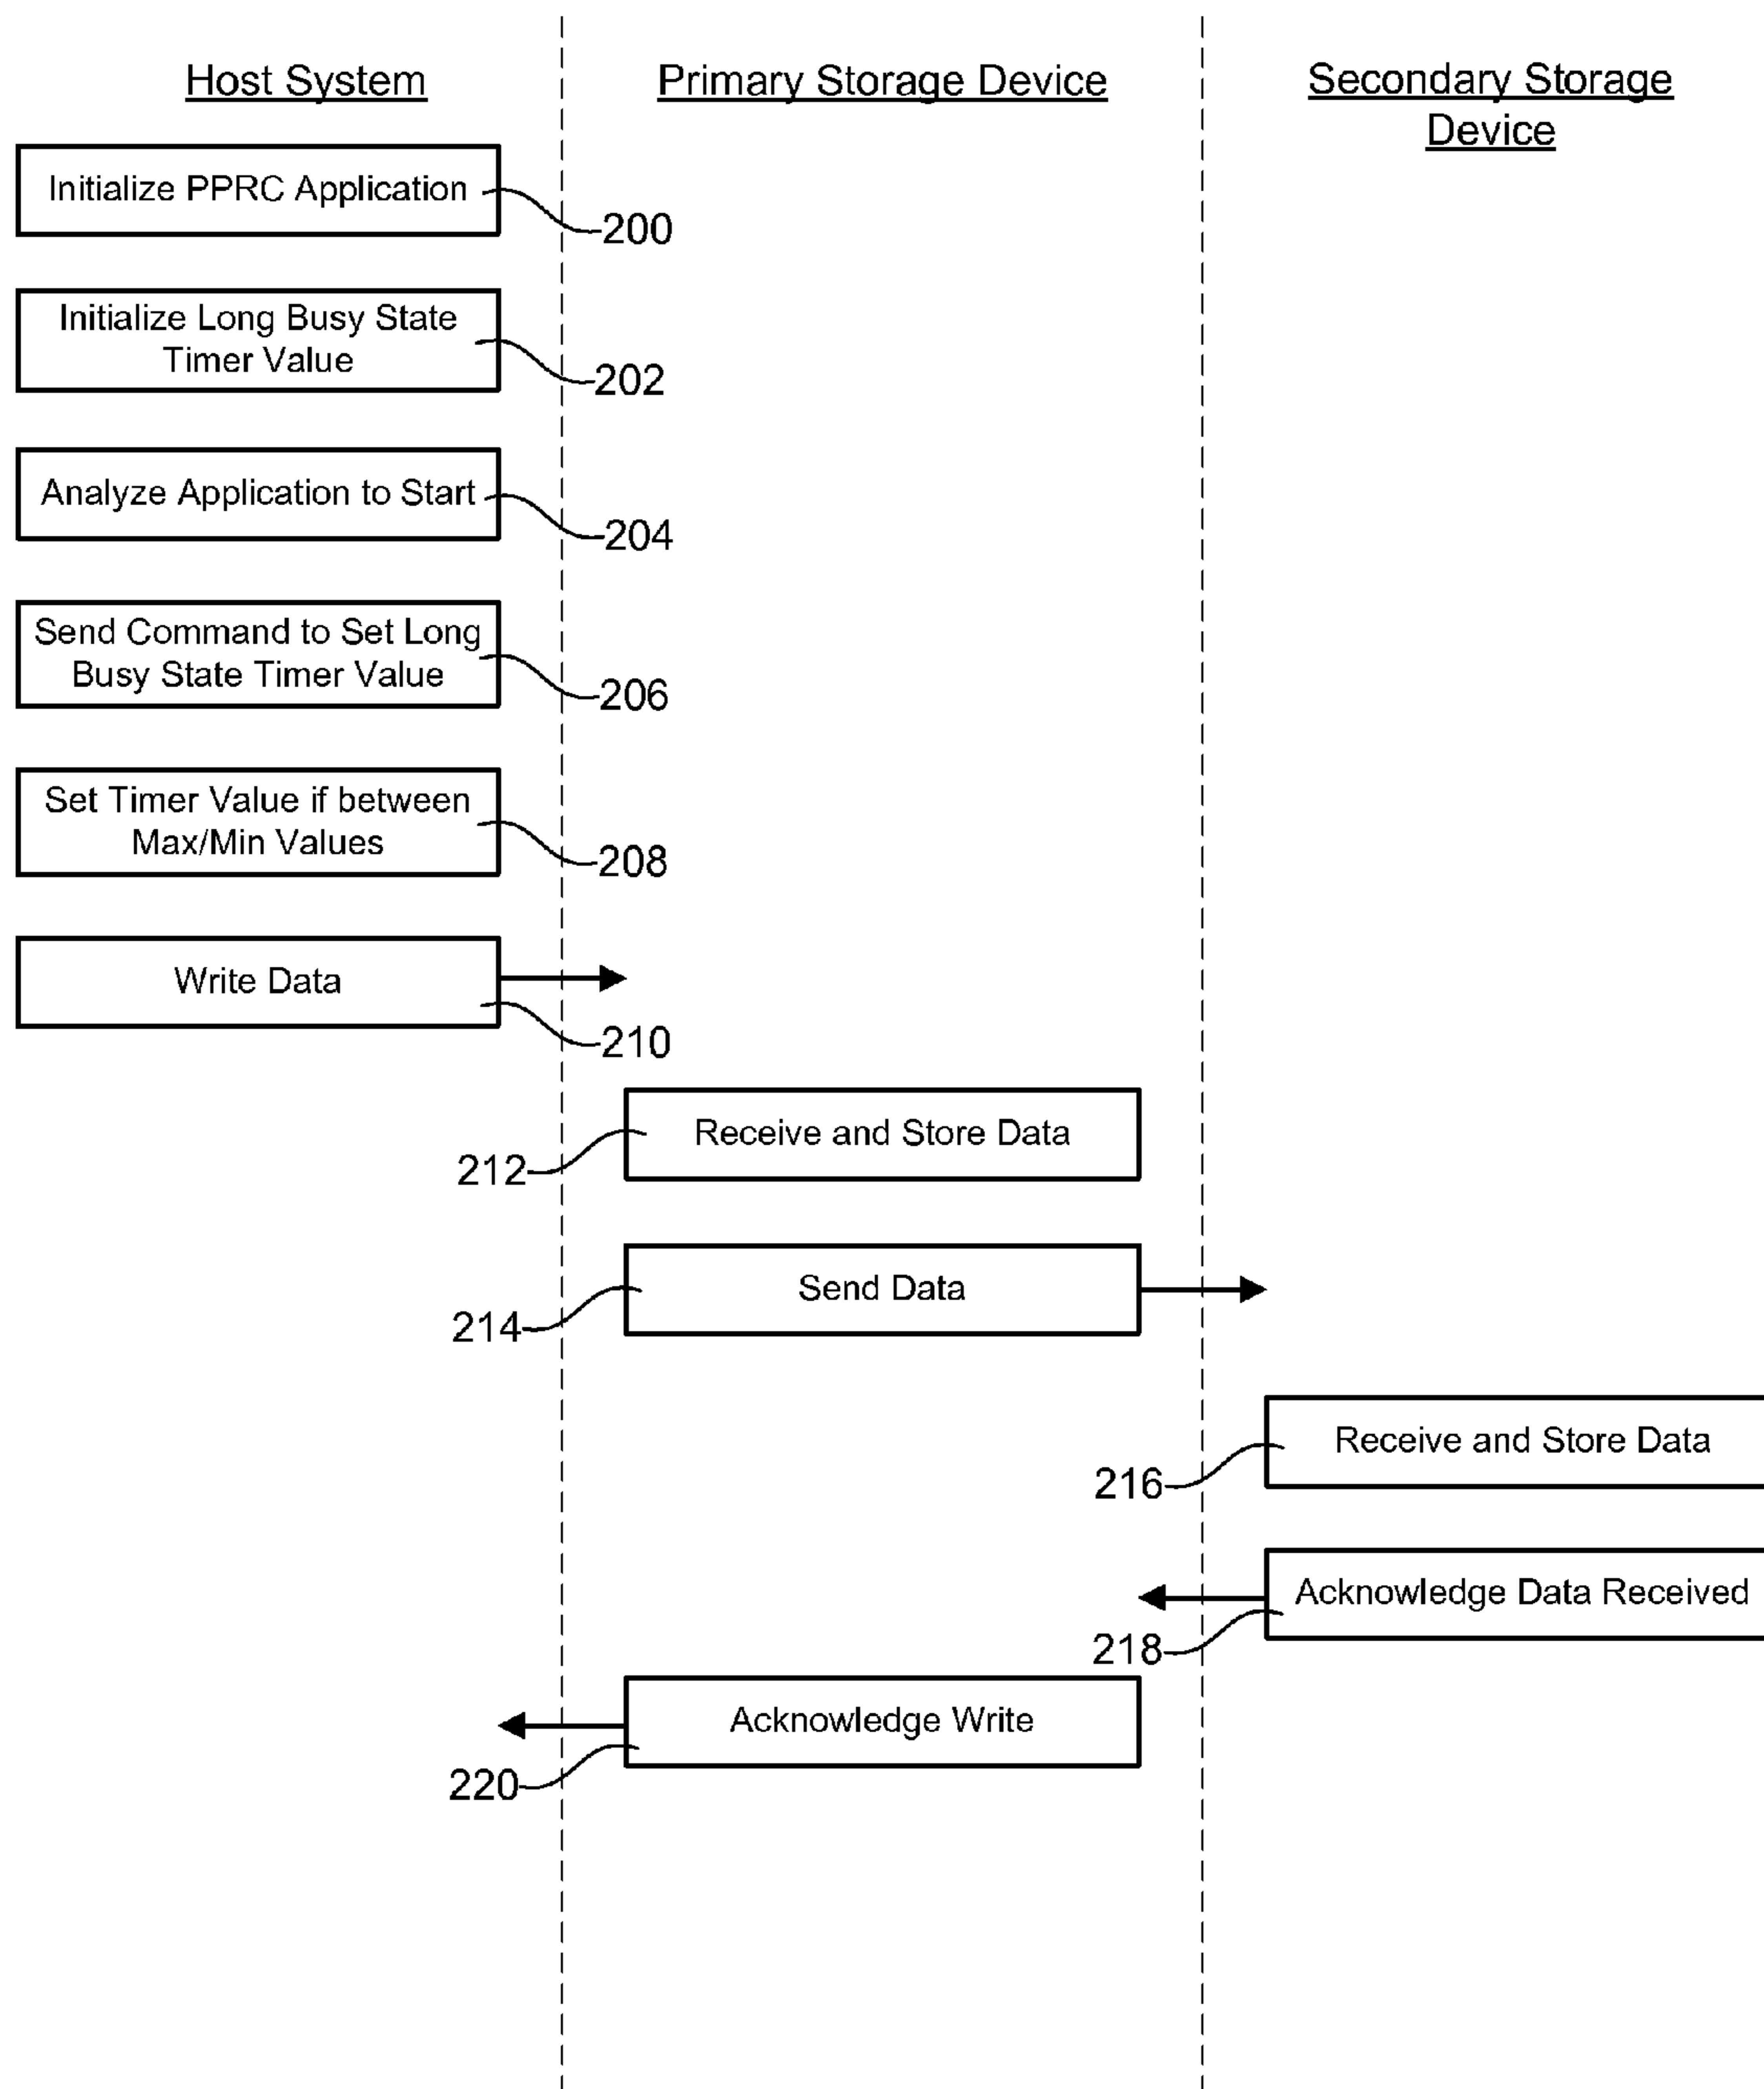 Host System
Primary Storage Device
Secondary Storage
Device
Initialize PPRC Application
200
Initialize Long Busy State
Timer Value
202
Analyze Application to Start
204
Send Command to Set Long
Busy State Timer Value
206
Set Timer Value if between
Max/Min Values
208
Write Data
210
Receive and Store Data
212
Send Data
214
Receive and Store Data
216
Acknowledge Data Received
218
Acknowledge Write
220